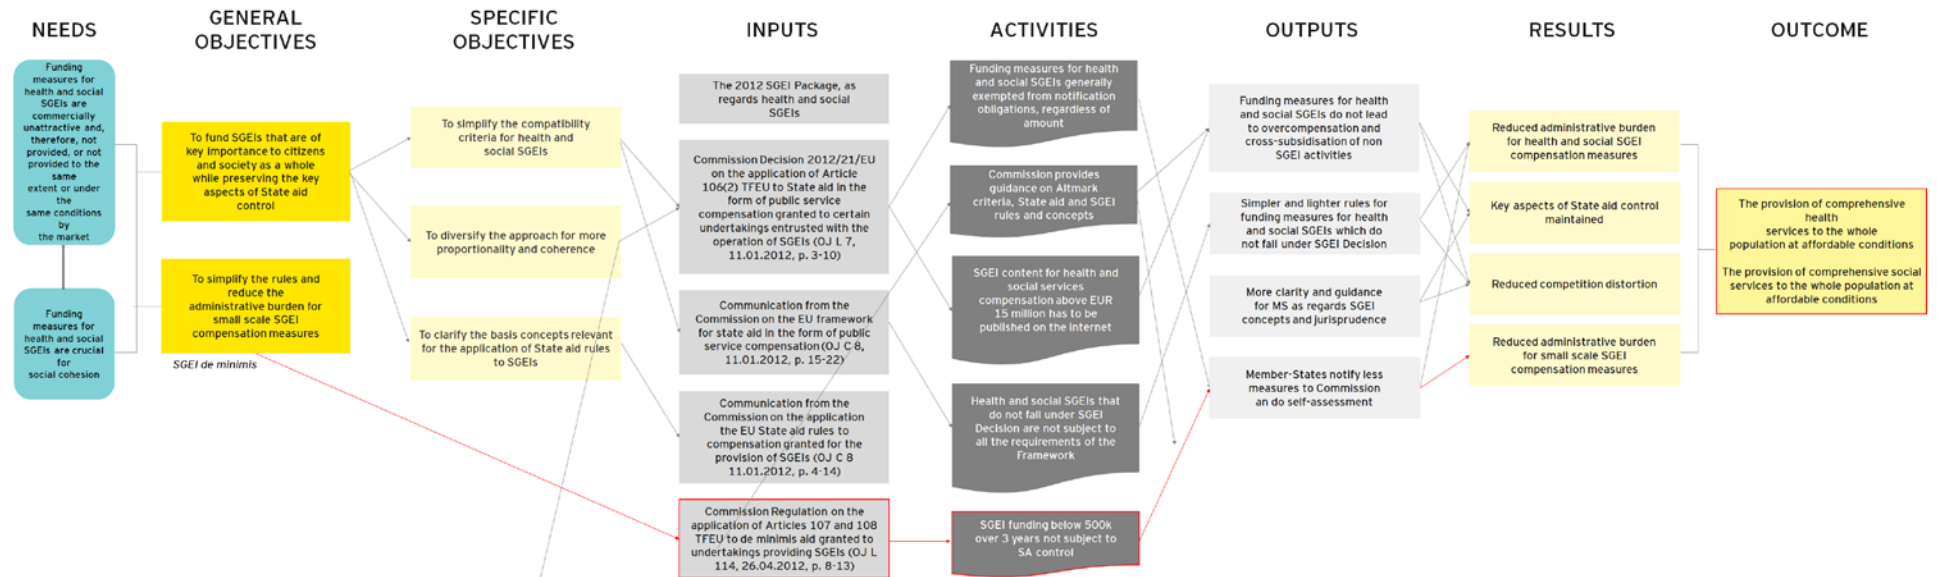 NEEDS
GENERAL
OBJECTIVES
SPECIFIC
OBJECTIVES
INPUTS
ACTIVITIES
OUTPUTS
RESULTS
OUTCOME
Funding
measures for
health and social
SGEIs are
commercially
unattractive and,
therefore, not
provided, or not
provided to the
same
extent or under
the
same conditions
by
the market
Funding
measures for
health and social
SGEIs are crucial
for
social cohesion
To fund SGEIs that are of
key importance to citizens
and society as a whole
while preserving the key
aspects of State aid
control
To simplify the rules and
reduce the
administrative burden for
small scale SGEI
compensation measures
SGEI de minimis
To simplify the compatibility
criteria for health and
social SGEIs
To diversify the approach for more
proportionality and coherence
To clarify the basis concepts relevant
for the application of State aid rules
to SGEIs
The 2012 SGEI Package, as
regards health and social
SGEIs
Commission Decision 2012/21/EU
on the application of Article
106(2) TFEU to State aid in the
form of public service
compensation granted to certain
undertakings entrusted with the
operation of SGEIs (OJ L 7,
11.01.2012, p. 3-10)
Communication from the
Commission on the EU framework
for state aid in the form of public
service compensation (OJ C 8,
11.01.2012, p. 15-22)
Communication from the
Commission on the application
the EU State aid rules to
compensation granted for the
provision of SGEIs (OJ C 8
11.01.2012, p. 4-14)
Commission Regulation on the
application of Articles 107 and 108
TFEU to de minimis aid granted to
undertakings providing SGEIs (OJ L
114, 26.04.2012, p. 8-13)
Funding measures for health
and social SGEIs generally
exempted from notification
obligations, regardless of
amount
Commission provides
guidance on Altmark
criteria, State aid and SGEI
rules and concepts
SGEI content for health and
social services
compensation above EUR
15 million has to be
published on the internet
Health and social SGEIs that
do not fall under SGEI
Decision are not subject to
all the requirements of the
Framework
SGEI funding below 500k
over 3 years not subject to
SA control
Funding measures for health
and social SGEIs do not lead
to overcompensation and
cross-subsidisation of non
SGEI activities
Simpler and lighter rules for
funding measures for health
and social SGEIs which do
not fall under SGEI Decision
More clarity and guidance
for MS as regards SGEI
concepts and jurisprudence
Member-States notify less
measures to Commission
an do self-assessment
Reduced administrative burden
for health and social SGEI
compensation measures
Key aspects of State aid control
maintained
Reduced competition distortion
Reduced administrative burden
for small scale SGEI
compensation measures
The provision of comprehensive
health
services to the whole
population at affordable conditions
The provision of comprehensive social
services to the whole population at
affordable conditions